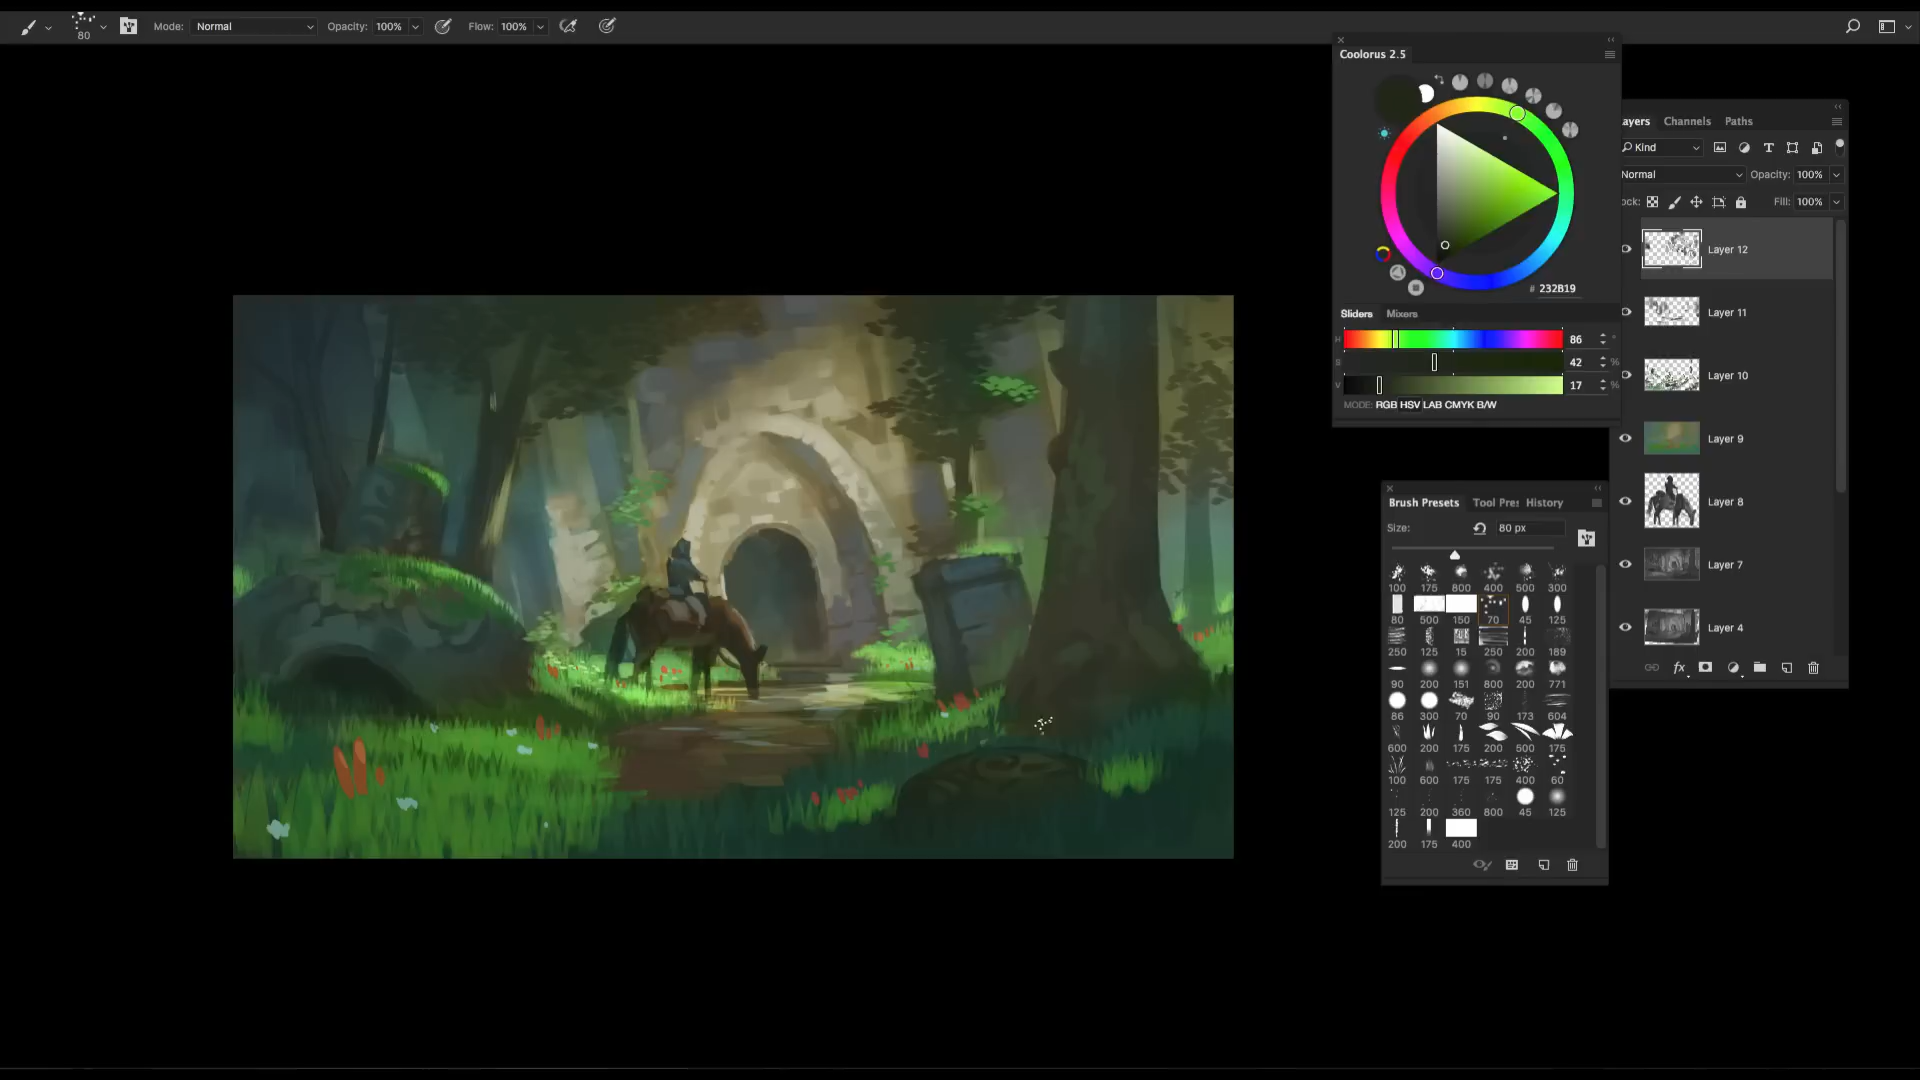 80 Mode: Normal Opacity: 100% Flow: 100%
Coolorus 2.5
# 232B19
Sliders Mixers
H 86 °
S 42 %
V 17 %
MODE: RGB HSV LAB CMYK B/W
ayers Channels Paths
Kind
Normal Opacity: 100%
ock: Fill: 100%
Layer 12
Layer 11
Layer 10
Layer 9
Layer 8
Layer 7
Layer 4
fx
Brush Presets Tool Pres History
Size: 80 px
100 175 800 400 500 300
80 500 150 70 45 125
250 125 15 250 200 189
90 200 151 800 200 771
86 300 70 90 173 604
600 200 175 200 500 175
100 600 175 175 400 60
125 200 360 800 45 125
200 175 400